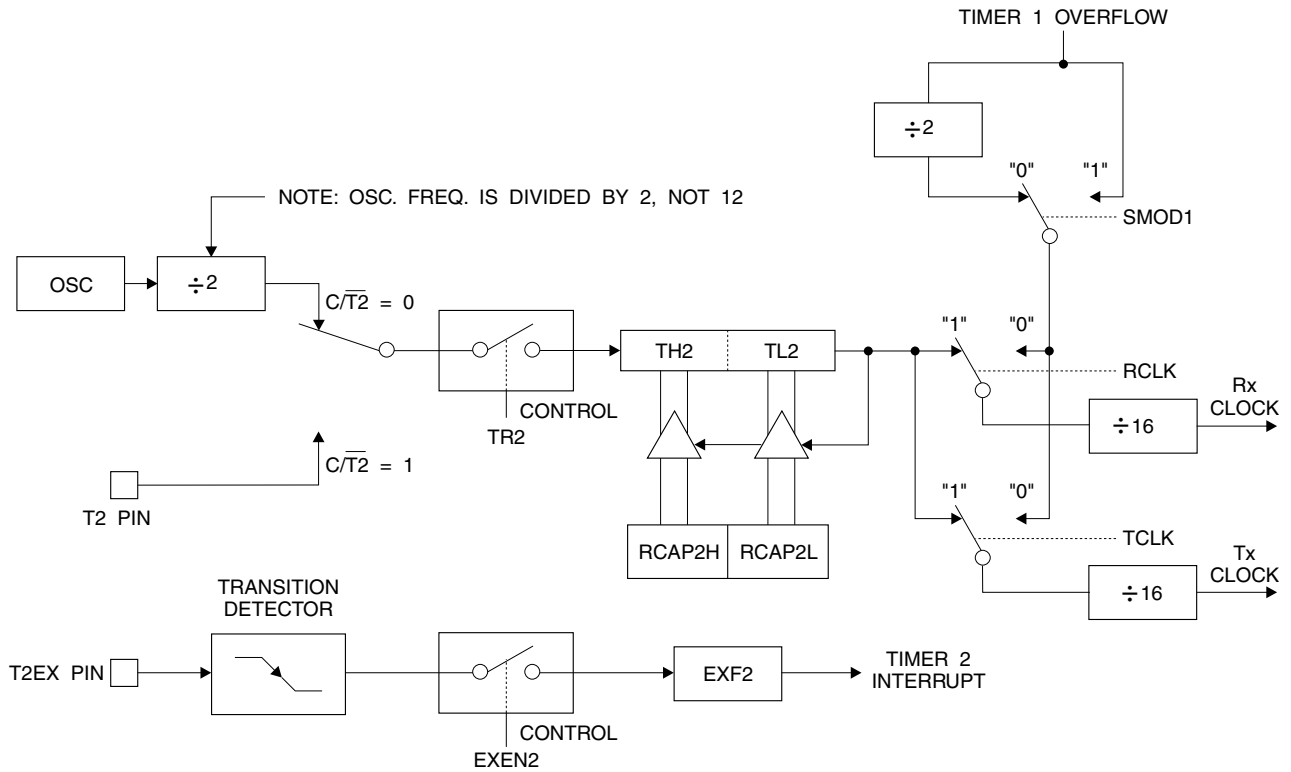 TIMER 1 OVERFLOW
÷2
"0" "1"
NOTE: OSC. FREQ. IS DIVIDED BY 2, NOT 12
SMOD1
OSC
÷2
C/T2̅ = 0
"1" "0"
TH2 TL2
RCLK
Rx
CLOCK
CONTROL
TR2
÷16
C/T2̅ = 1
T2 PIN
"1" "0"
TCLK
RCAP2H RCAP2L
Tx
CLOCK
÷16
TRANSITION
DETECTOR
T2EX PIN
EXF2
TIMER 2
INTERRUPT
CONTROL
EXEN2